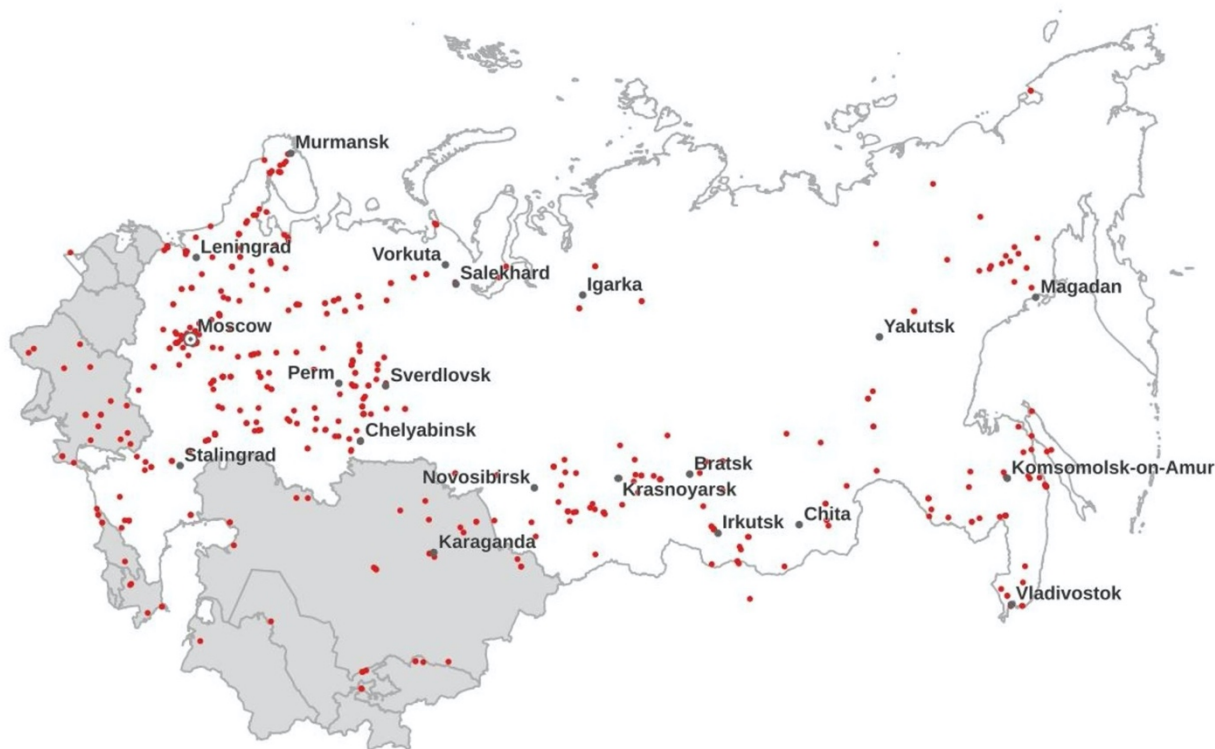 Murmansk
Leningrad
Vorkuta
Salekhard
Igarka
Magadan
Moscow
Yakutsk
Perm
Sverdlovsk
Chelyabinsk
Stalingrad
Novosibirsk
Bratsk
Krasnoyarsk
Komsomolsk-on-Amur
Irkutsk
Chita
Karaganda
Vladivostok